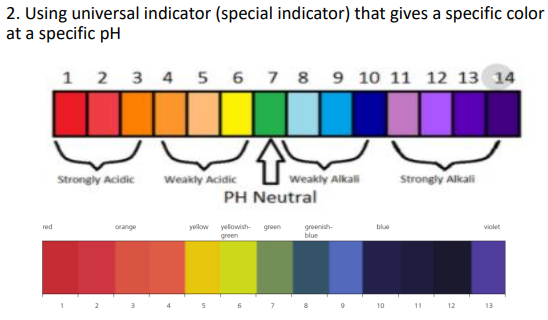 2. Using universal indicator (special indicator) that gives a specific color
at a specific pH
1 2 3 4 5 6 7 8 9 10 11 12 13 14
Strongly Acidic Weakly Acidic Weakly Alkali Strongly Alkali
PH Neutral
red orange yellow yellowish- green greenish- blue violet
green blue
1 2 3 4 5 6 7 8 9 10 11 12 13